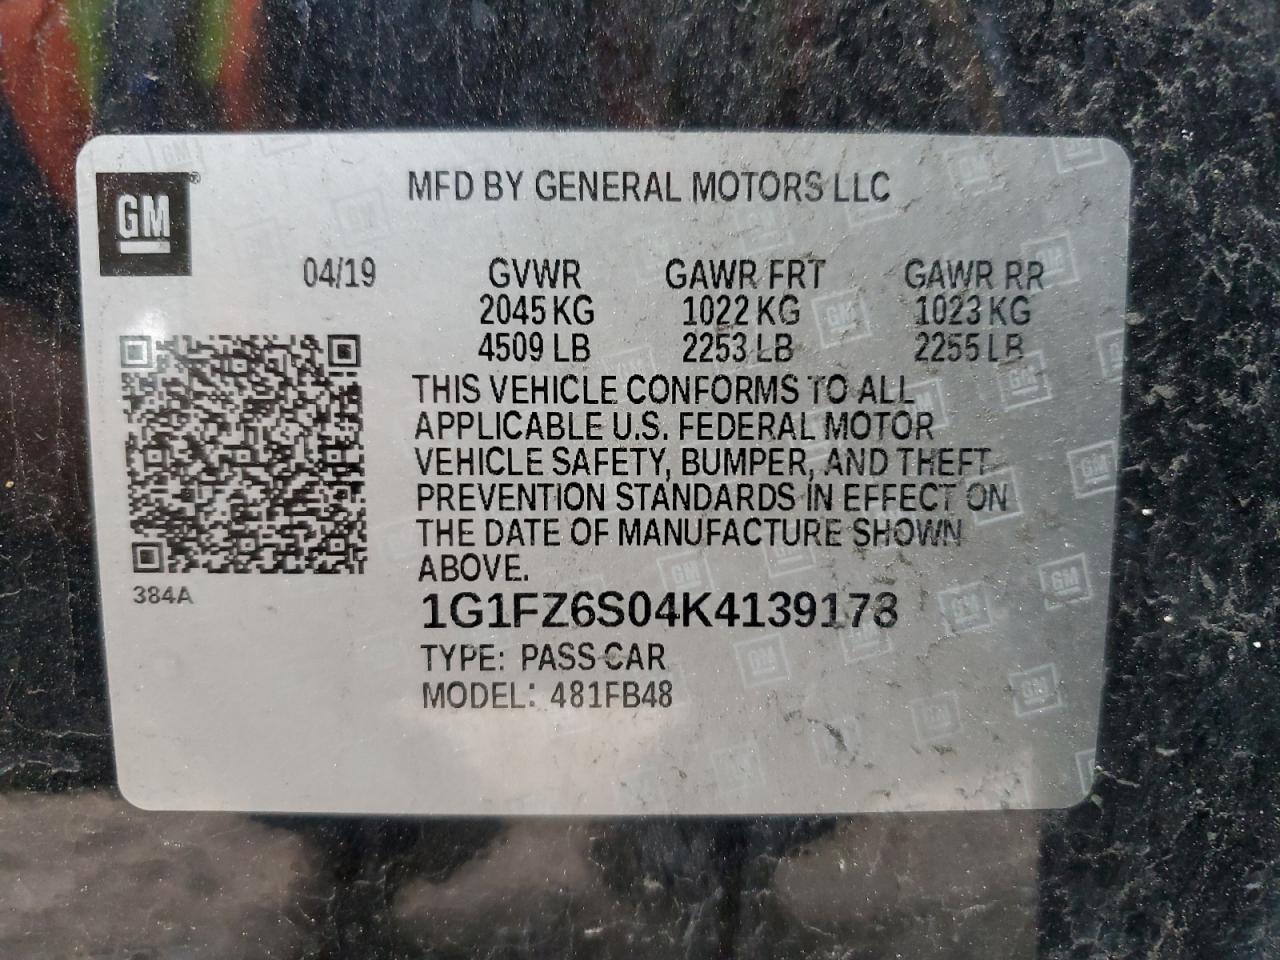 GM
MFD BY GENERAL MOTORS LLC
04/19 GVWR GAWR FRT GAWR RR
2045 KG 1022 KG 1023 KG
4509 LB 2253 LB 2255 LB
THIS VEHICLE CONFORMS TO ALL
APPLICABLE U.S. FEDERAL MOTOR
VEHICLE SAFETY, BUMPER, AND THEFT
PREVENTION STANDARDS IN EFFECT ON
THE DATE OF MANUFACTURE SHOWN
ABOVE.
384A
1G1FZ6S04K4139178
TYPE: PASS CAR
MODEL: 481FB48